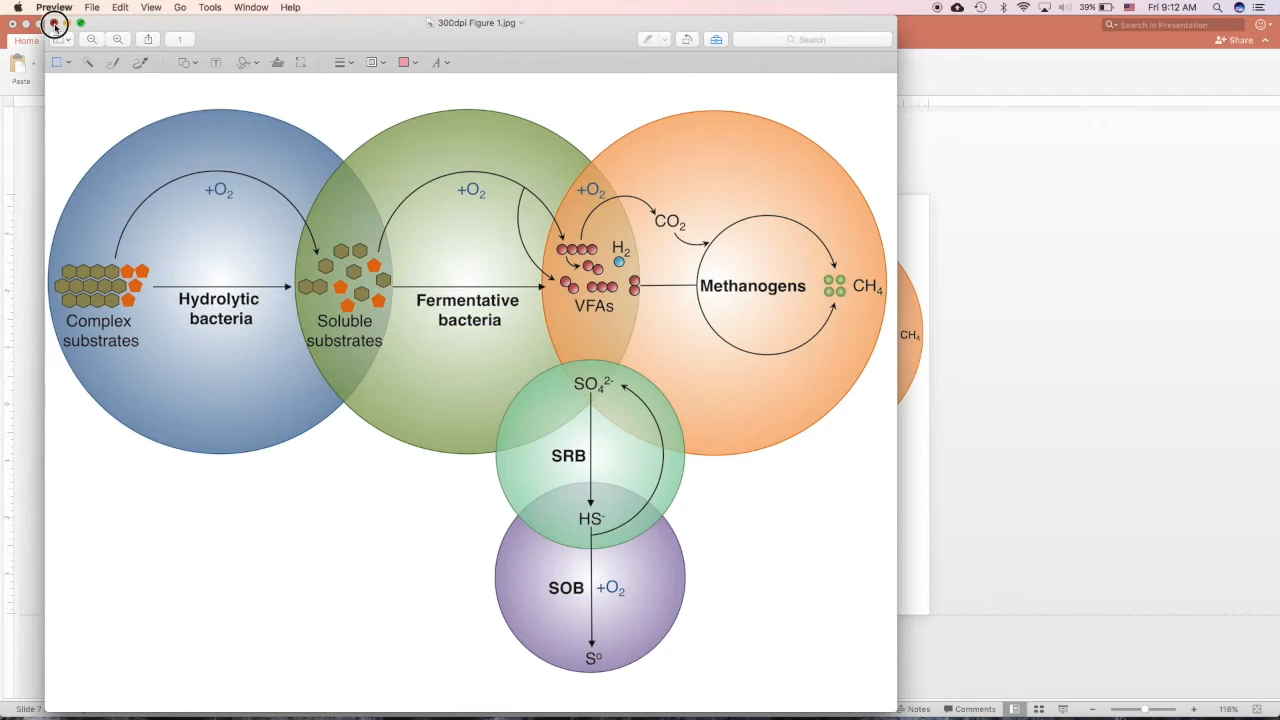 Preview File Edit View Go Tools Window Help 39% Fri 9:12 AM
300dpi Figure 1.jpg
Search in Presentation
Home
Share
1
Search
Paste
+O₂ +O₂ +O₂
CO₂
H₂
Hydrolytic
bacteria
Fermentative
bacteria
VFAs
Methanogens
CH₄
Complex
substrates
Soluble
substrates
CH₄
SO₄²⁻
SRB
HS⁻
SOB +O₂
S⁰
Slide 7
Notes Comments 118%